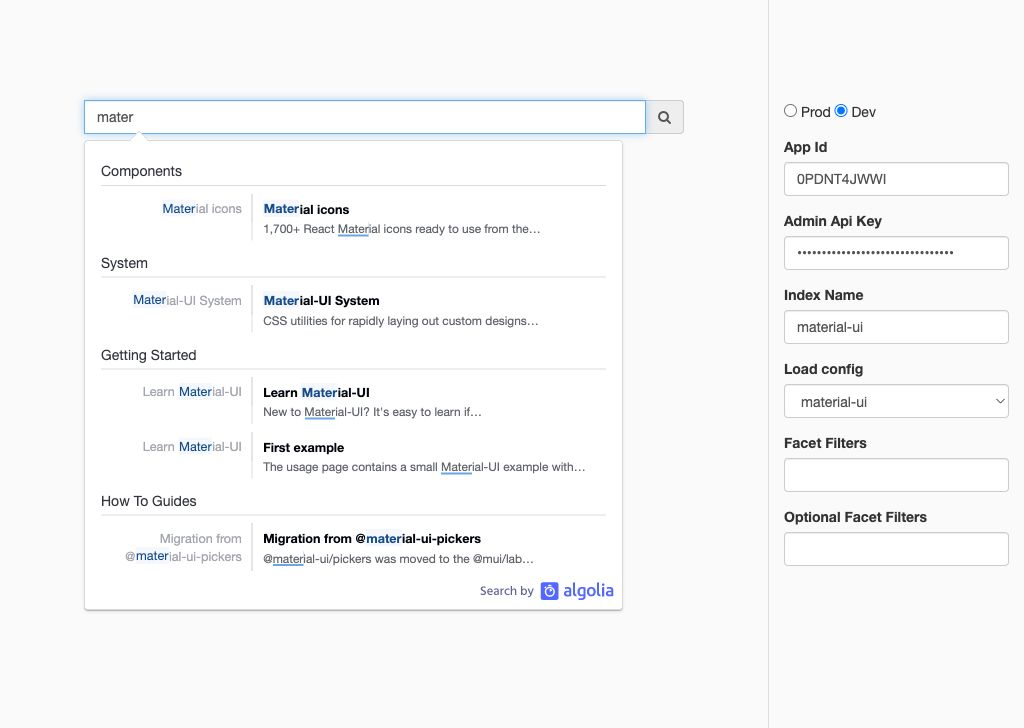 mater
Components
Material icons
Material icons
1,700+ React Material icons ready to use from the…
System
Material-UI System
Material-UI System
CSS utilities for rapidly laying out custom designs…
Getting Started
Learn Material-UI
Learn Material-UI
New to Material-UI? It's easy to learn if…
Learn Material-UI
First example
The usage page contains a small Material-UI example with…
How To Guides
Migration from
@material-ui-pickers
Migration from @material-ui-pickers
@material-ui/pickers was moved to the @mui/lab…
Search by algolia
Prod Dev
App Id
0PDNT4JWWI
Admin Api Key
••••••••••••••••••••••••••••••••
Index Name
material-ui
Load config
material-ui
Facet Filters
Optional Facet Filters